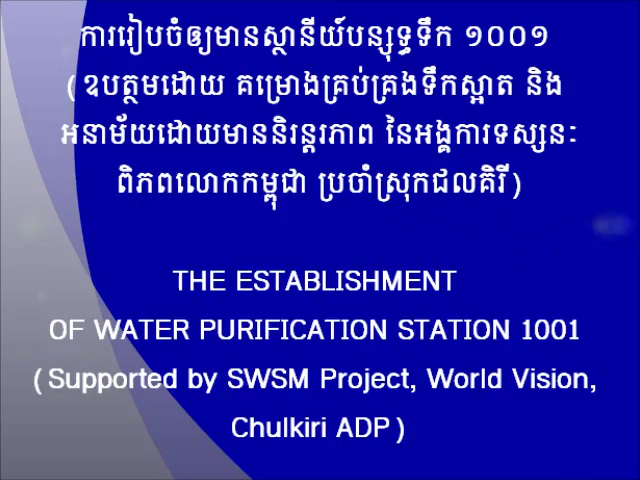 ការរៀបចំឲ្យមានស្ថានីយ៍បន្សុទ្ធទឹក ១០០១
(ឧបត្ថមដោយ គម្រោងគ្រប់គ្រងទឹកស្អាត និង
អនាម័យដោយមាននិរន្តរភាព នៃអង្គការទស្សនៈ
ពិភពលោកកម្ពុជា ប្រចាំស្រុកជលគិរី)
THE ESTABLISHMENT
OF WATER PURIFICATION STATION 1001
(Supported by SWSM Project, World Vision,
Chulkiri ADP)